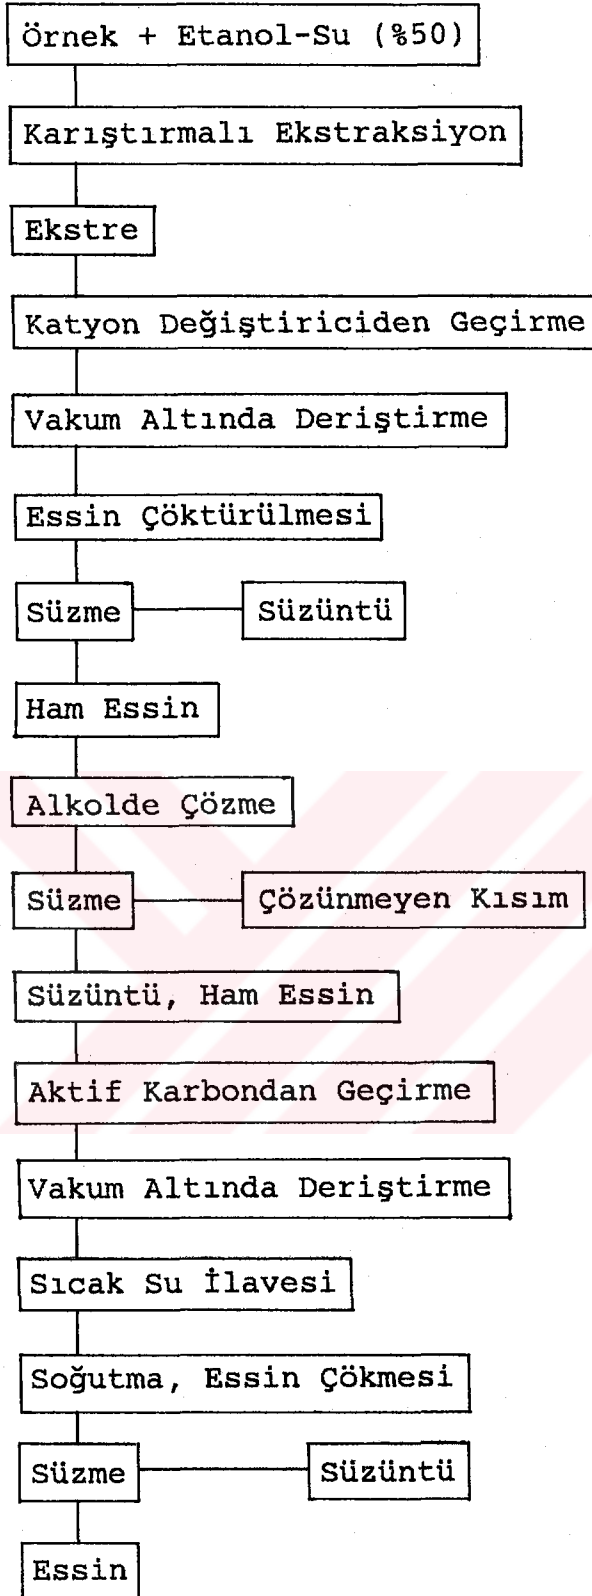 Örnek + Etanol-Su (%50)
Karıştırmalı Ekstraksiyon
Ekstre
Katyon Değiştiriciden Geçirme
Vakum Altında Deriştirme
Essin Çöktürülmesi
Süzme
Süzüntü
Ham Essin
Alkolde Çözme
Süzme
Çözünmeyen Kısım
Süzüntü, Ham Essin
Aktif Karbondan Geçirme
Vakum Altında Deriştirme
Sıcak Su İlavesi
Soğutma, Essin Çökmesi
Süzme
Süzüntü
Essin